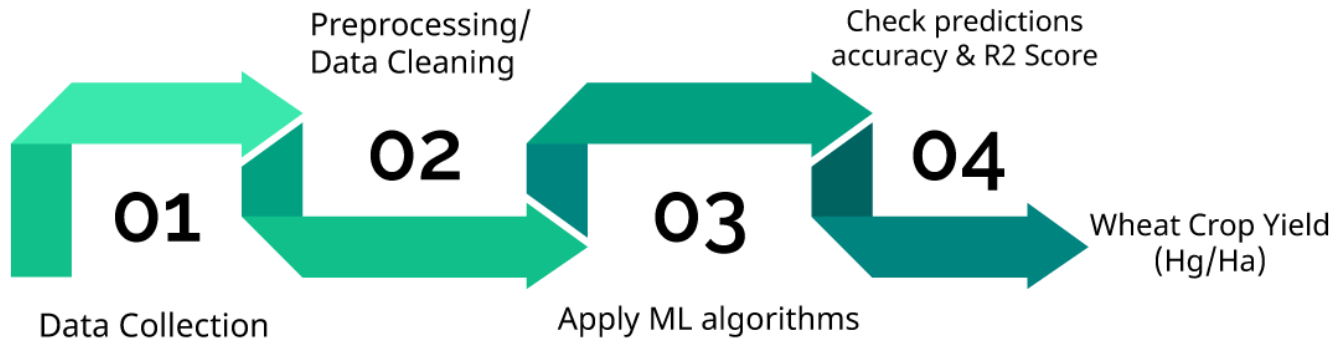 01
Data Collection
02
Preprocessing/
Data Cleaning
03
Apply ML algorithms
04
Check predictions
accuracy & R2 Score
Wheat Crop Yield
(Hg/Ha)